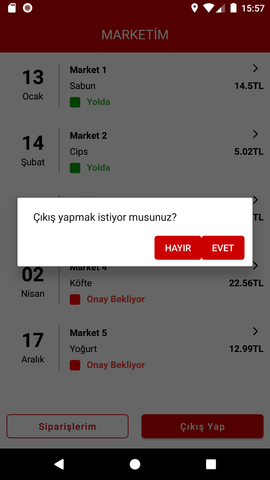 15:57
MARKETİM
13
Ocak
Market 1
Sabun
14.5TL
Yolda
14
Şubat
Market 2
Cips
5.02TL
Yolda
Çıkış yapmak istiyor musunuz?
HAYIR
EVET
02
Nisan
Market 4
Köfte
22.56TL
Onay Bekliyor
17
Aralık
Market 5
Yoğurt
12.99TL
Onay Bekliyor
Siparişlerim
Çıkış Yap